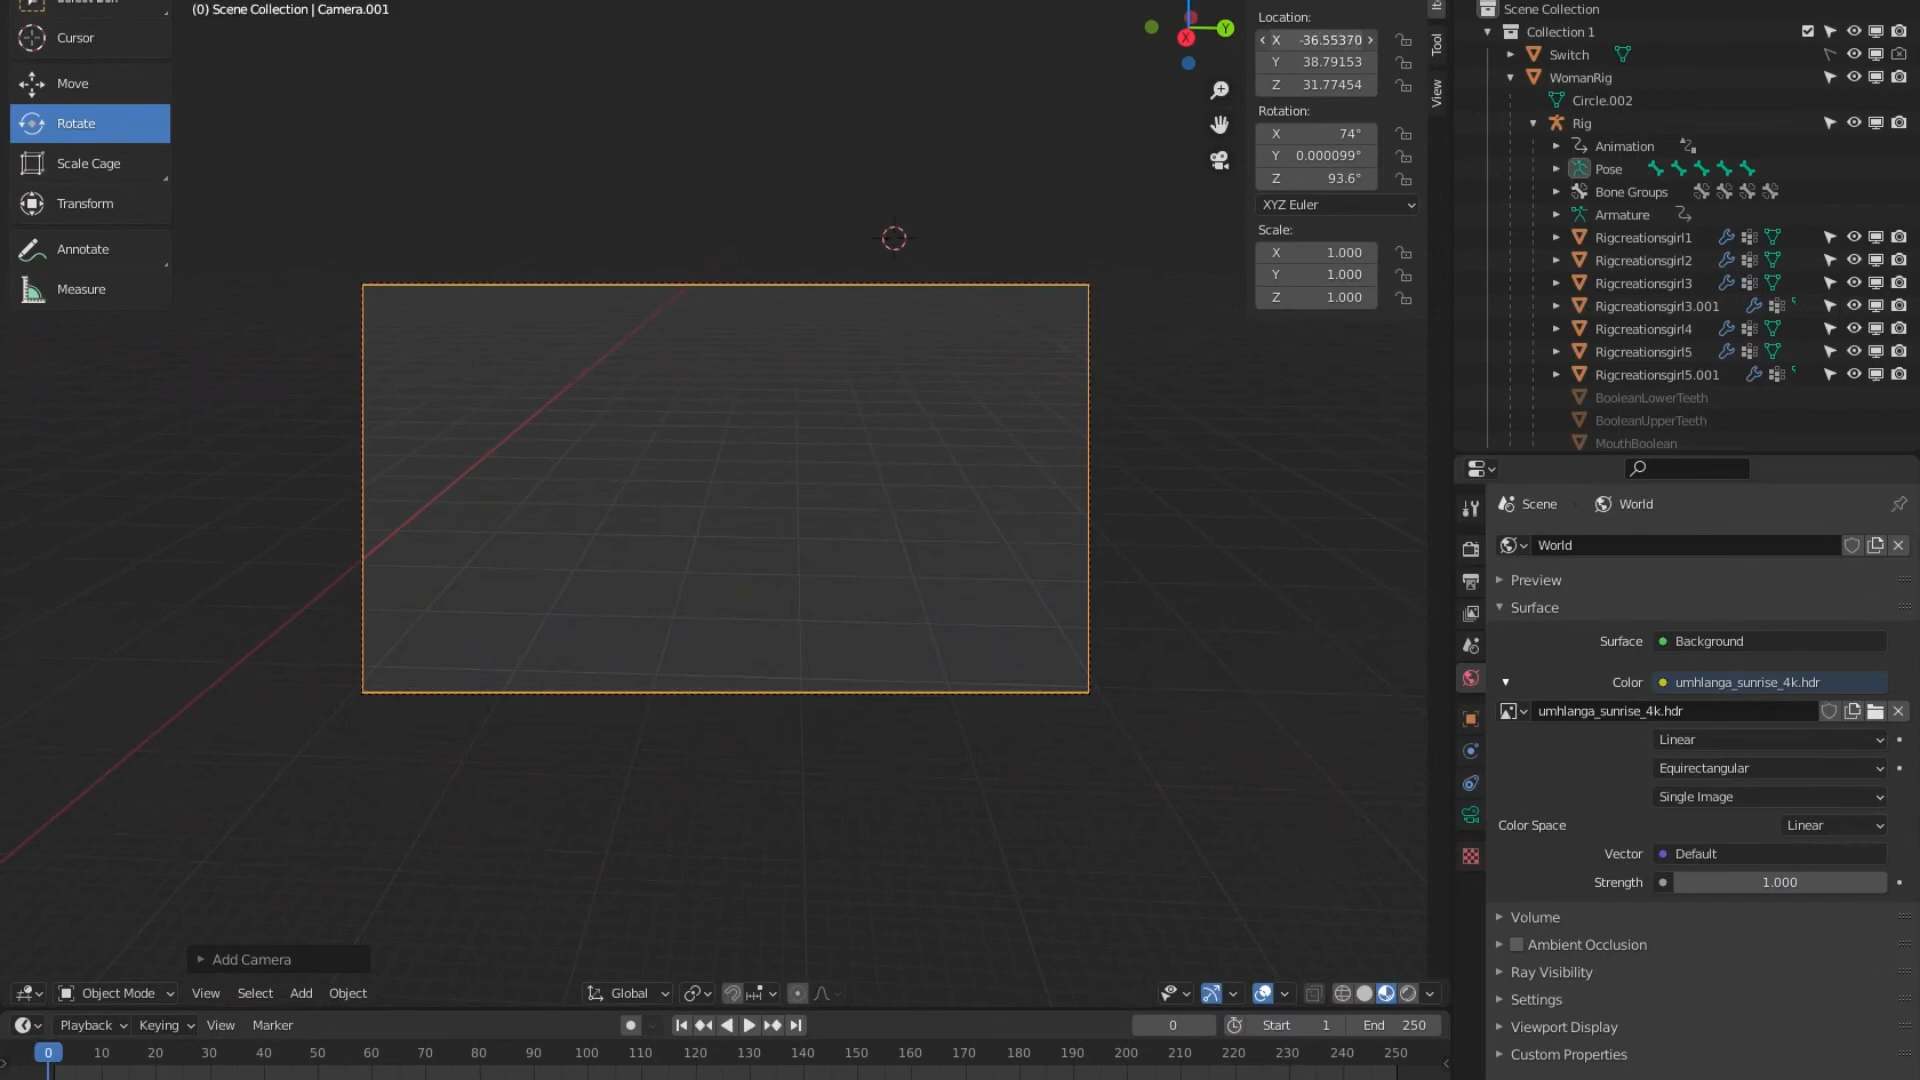 Select Box
Cursor
Move
Rotate
Scale Cage
Transform
Annotate
Measure
(0) Scene Collection | Camera.001
X
Y
Location:
X -36.55370
Y 38.79153
Z 31.77454
Rotation:
X 74°
Y 0.000099°
Z 93.6°
XYZ Euler
Scale:
X 1.000
Y 1.000
Z 1.000
Tool
View
Scene Collection
Collection 1
Switch
WomanRig
Circle.002
Rig
Animation
Pose
Bone Groups
Armature
Rigcreationsgirl1
Rigcreationsgirl2
Rigcreationsgirl3
Rigcreationsgirl3.001
Rigcreationsgirl4
Rigcreationsgirl5
Rigcreationsgirl5.001
BooleanLowerTeeth
BooleanUpperTeeth
MouthBoolean
Scene World
World
Preview
Surface
Surface Background
Color umhlanga_sunrise_4k.hdr
umhlanga_sunrise_4k.hdr
Linear
Equirectangular
Single Image
Color Space Linear
Vector Default
Strength 1.000
Volume
Ambient Occlusion
Ray Visibility
Settings
Viewport Display
Custom Properties
Add Camera
Object Mode View Select Add Object Global
Playback Keying View Marker 0 Start 1 End 250
0 10 20 30 40 50 60 70 80 90 100 110 120 130 140 150 160 170 180 190 200 210 220 230 240 250